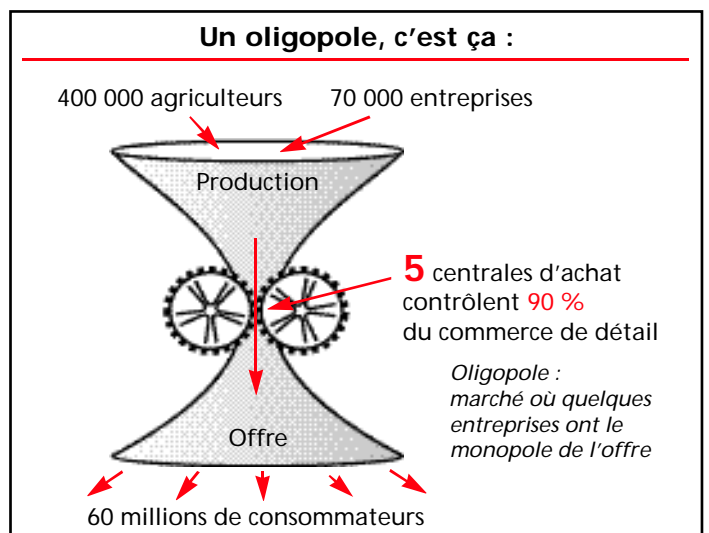 Un oligopole, c'est ça :
400 000 agriculteurs 70 000 entreprises
Production
5 centrales d'achat
contrôlent 90 %
du commerce de détail
Oligopole :
marché où quelques
entreprises ont le
monopole de l'offre
Offre
60 millions de consommateurs